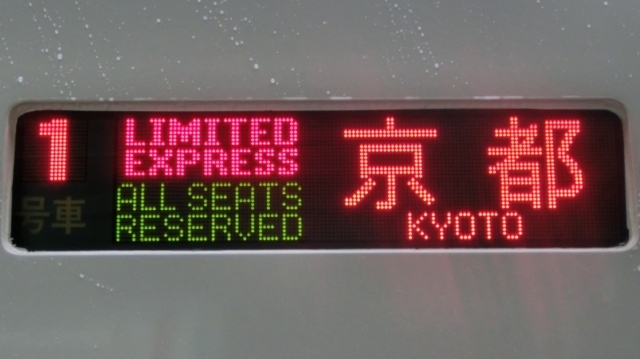 1
号車
LIMITED
EXPRESS
ALL SEATS
RESERVED
京都
KYOTO